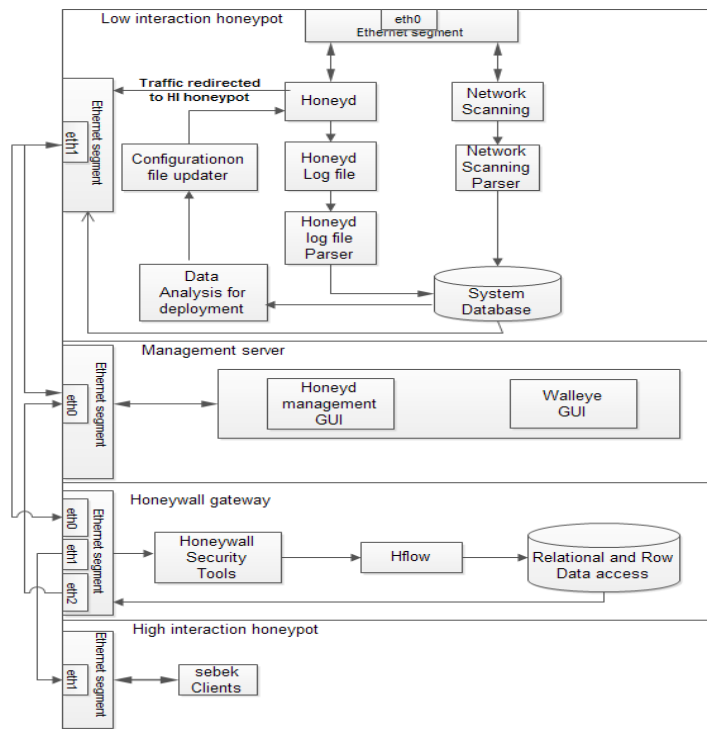 Low interaction honeypot
eth0
Ethernet segment
Traffic redirected
to HI honeypot
Ethernet segment
eth1
Honeyd
Network
Scanning
Configurationon
file updater
Honeyd
Log file
Network
Scanning
Parser
Honeyd
log file
Parser
Data
Analysis for
deployment
System
Database
Management server
Ethernet segment
eth0
Honeyd
management
GUI
Walleye
GUI
Honeywall gateway
eth0
eth1
eth2
Ethernet segment
Honeywall
Security
Tools
Hflow
Relational and Row
Data access
High interaction honeypot
Ethernet segment
eth1
sebek
Clients